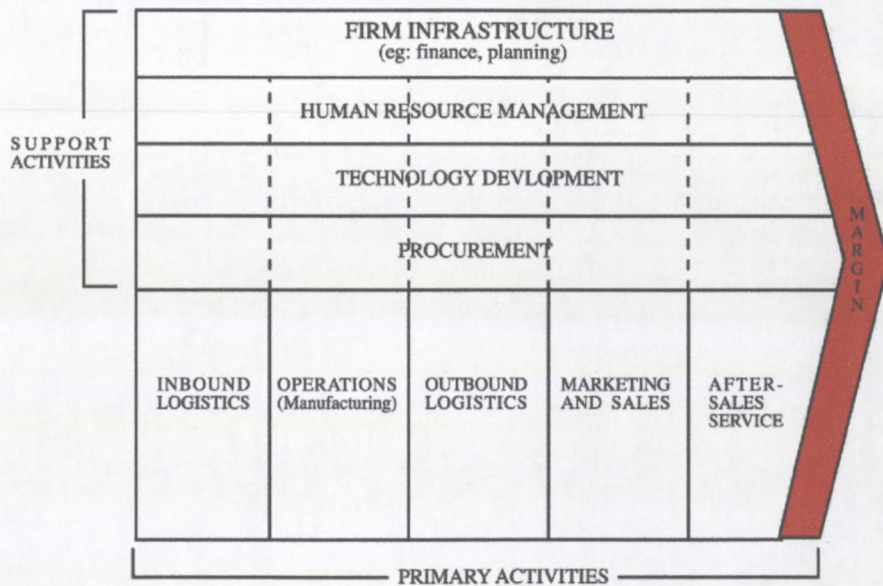 FIRM INFRASTRUCTURE
(eg: finance, planning)
HUMAN RESOURCE MANAGEMENT
SUPPORT
ACTIVITIES
TECHNOLOGY DEVLOPMENT
PROCUREMENT
MARGIN
INBOUND
LOGISTICS
OPERATIONS
(Manufacturing)
OUTBOUND
LOGISTICS
MARKETING
AND SALES
AFTER-
SALES
SERVICE
PRIMARY ACTIVITIES